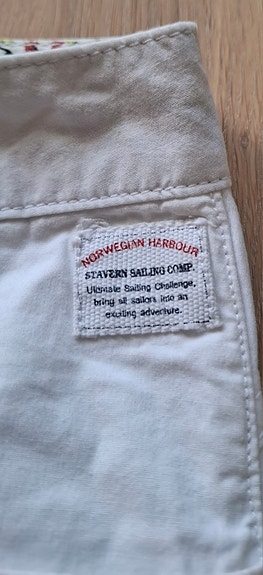 NORWEGIAN HARBOUR
STAVERN SAILING COMP.
Ultimate Sailing Challenge,
bring all sailors into an
exciting adventure.